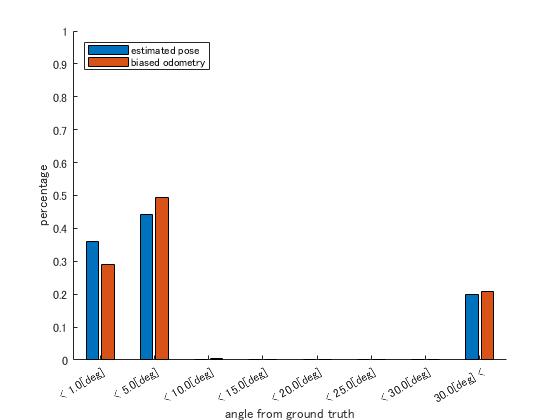 estimated pose
biased odometry
1
0.9
0.8
0.7
0.6
0.5
0.4
0.3
0.2
0.1
0
percentage
< 1.0[deg]
< 5.0[deg]
< 10.0[deg]
< 15.0[deg]
< 20.0[deg]
< 25.0[deg]
< 30.0[deg]
30.0[deg] <
angle from ground truth